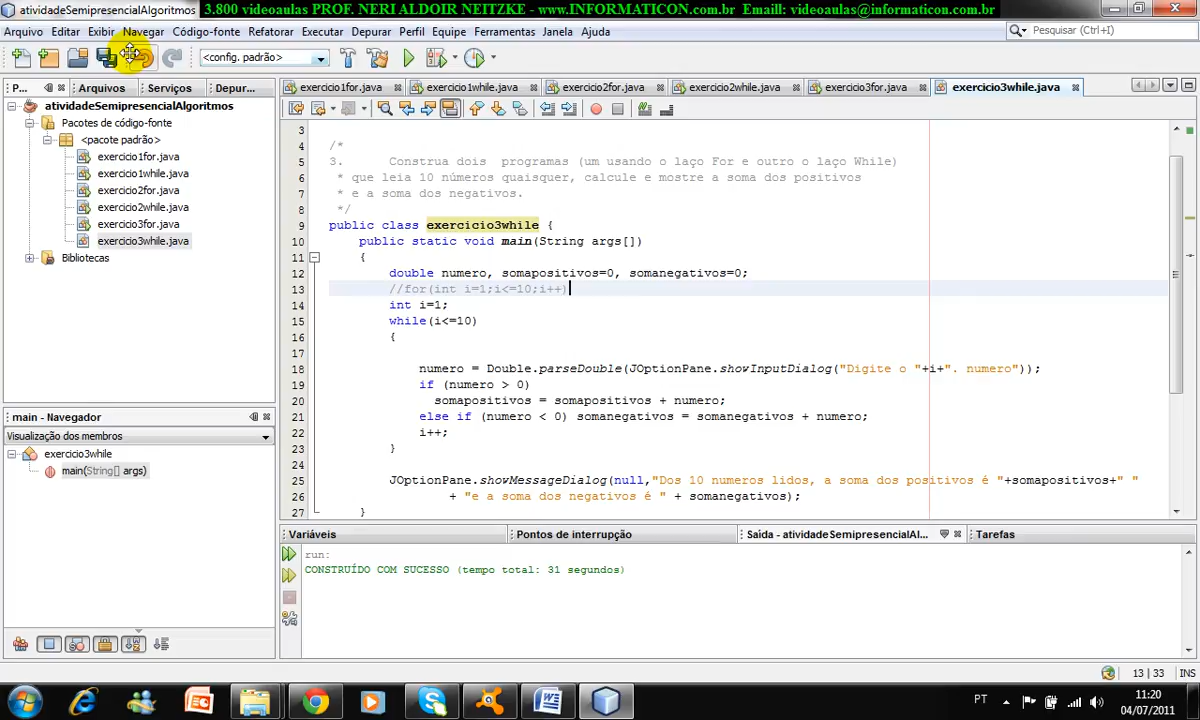 atividadeSemipresencialAlgoritmos
3.800 videoaulas PROF. NERI ALDOIR NEITZKE - www.INFORMATICON.com.br Emaill: videoaulas@informaticon.com.br
Arquivo Editar Exibir Navegar Código-fonte Refatorar Executar Depurar Perfil Equipe Ferramentas Janela Ajuda
Pesquisar (Ctrl+I)
<config. padrão>
P... Arquivos Serviços Depur...
exercicio1for.java exercicio1while.java exercicio2for.java exercicio2while.java exercicio3for.java exercicio3while.java
atividadeSemipresencialAlgoritmos
Pacotes de código-fonte
<pacote padrão>
exercicio1for.java
exercicio1while.java
exercicio2for.java
exercicio2while.java
exercicio3for.java
exercicio3while.java
Bibliotecas
3
4 /*
5 3. Construa dois programas (um usando o laço For e outro o laço While)
6 * que leia 10 números quaisquer, calcule e mostre a soma dos positivos
7 * e a soma dos negativos.
8 */
9 public class exercicio3while {
10 public static void main(String args[])
11 {
12 double numero, somapositivos=0, somanegativos=0;
13 //for(int i=1;i<=10;i++)
14 int i=1;
15 while(i<=10)
16 {
17
18 numero = Double.parseDouble(JOptionPane.showInputDialog("Digite o "+i+". numero"));
19 if (numero > 0)
20 somapositivos = somapositivos + numero;
21 else if (numero < 0) somanegativos = somanegativos + numero;
22 i++;
23 }
24
25 JOptionPane.showMessageDialog(null,"Dos 10 numeros lidos, a soma dos positivos é "+somapositivos+" "
26 + "e a soma dos negativos é " + somanegativos);
27 }
main - Navegador
Visualização dos membros
exercicio3while
main(String[] args)
Variáveis Pontos de interrupção Saída - atividadeSemipresencialAl... Tarefas
run:
CONSTRUÍDO COM SUCESSO (tempo total: 31 segundos)
13 | 33 INS
PT
11:20
04/07/2011